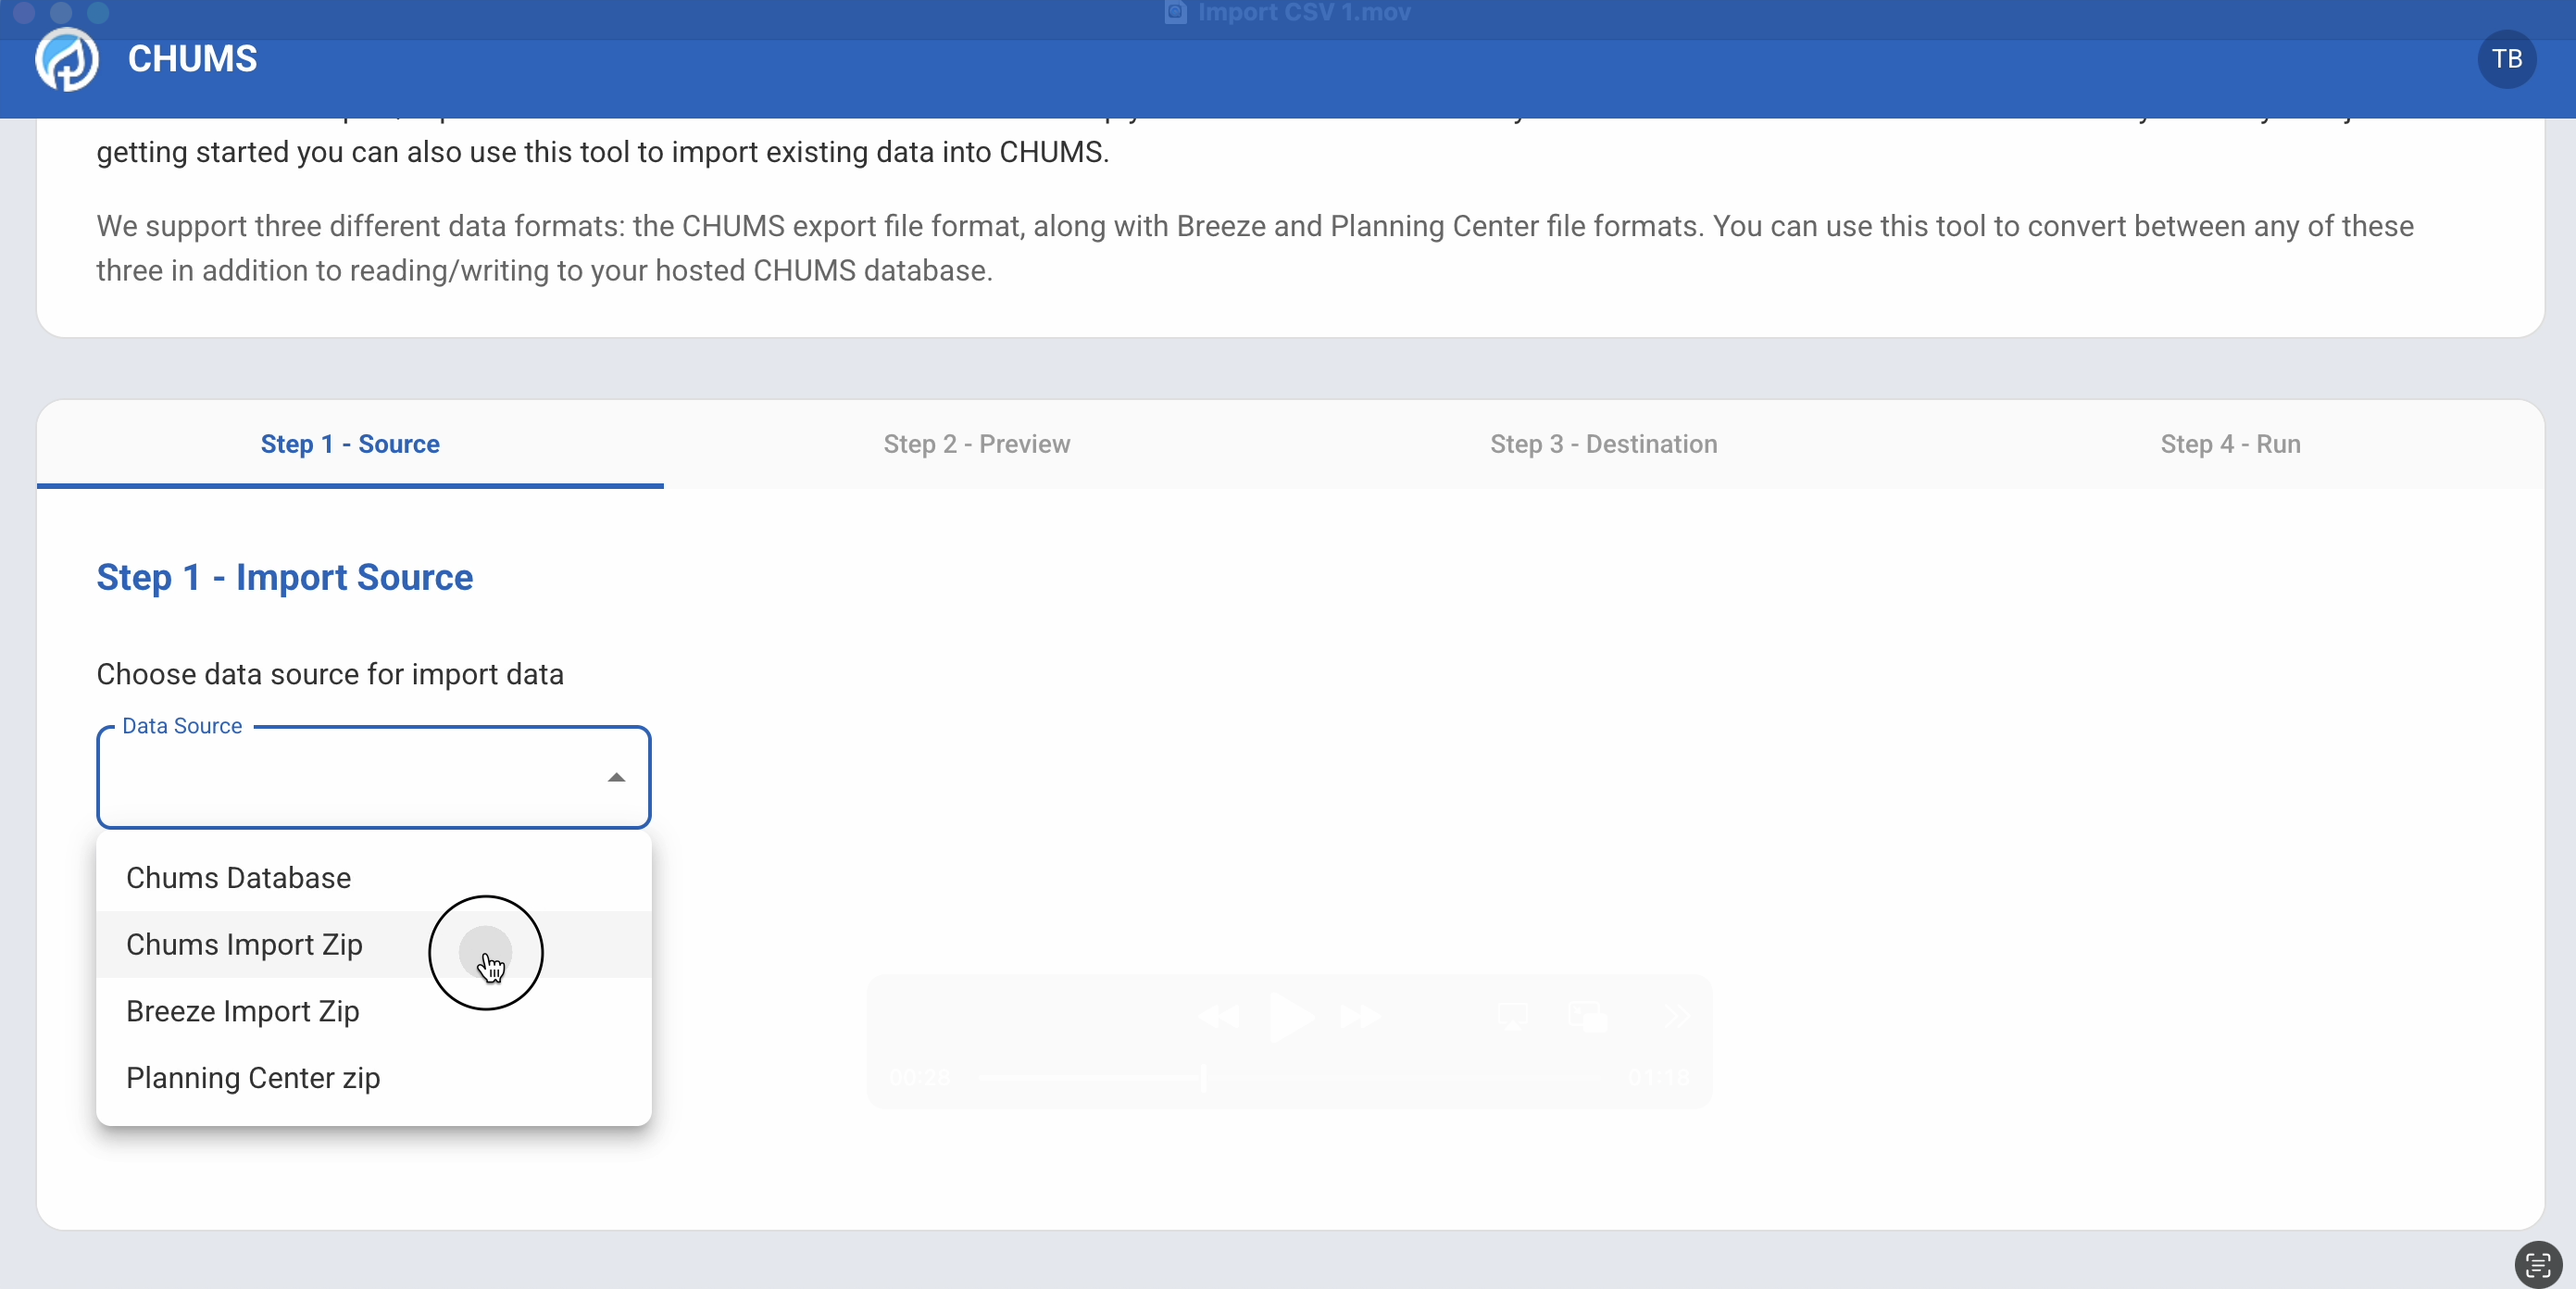 Import CSV 1.mov
CHUMS
TB
getting started you can also use this tool to import existing data into CHUMS.
We support three different data formats: the CHUMS export file format, along with Breeze and Planning Center file formats. You can use this tool to convert between any of these
three in addition to reading/writing to your hosted CHUMS database.
Step 1 - Source
Step 2 - Preview
Step 3 - Destination
Step 4 - Run
Step 1 - Import Source
Choose data source for import data
Data Source
Chums Database
Chums Import Zip
Breeze Import Zip
Planning Center zip
00:28
01:18